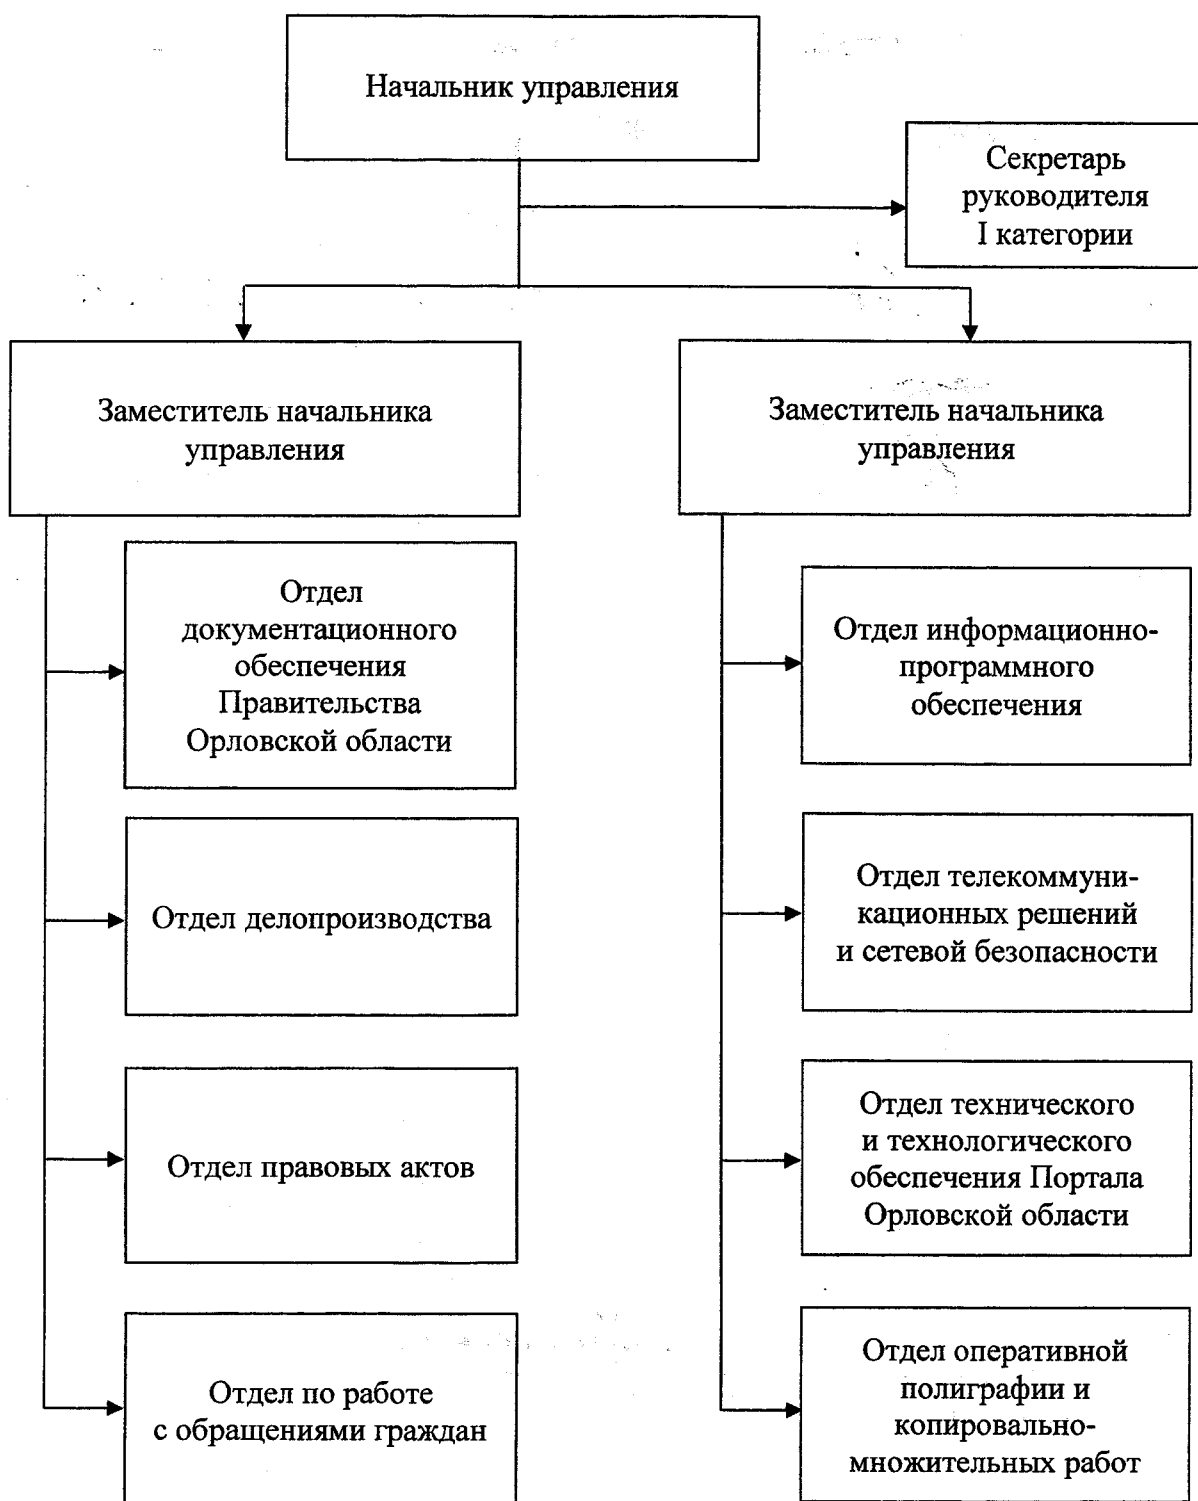 Начальник управления
Секретарь
руководителя
I категории
Заместитель начальника
управления
Заместитель начальника
управления
Отдел
документационного
обеспечения
Правительства
Орловской области
Отдел делопроизводства
Отдел правовых актов
Отдел по работе
с обращениями граждан
Отдел информационно-
программного
обеспечения
Отдел телекоммуни-
кационных решений
и сетевой безопасности
Отдел технического
и технологического
обеспечения Портала
Орловской области
Отдел оперативной
полиграфии и
копировально-
множительных работ